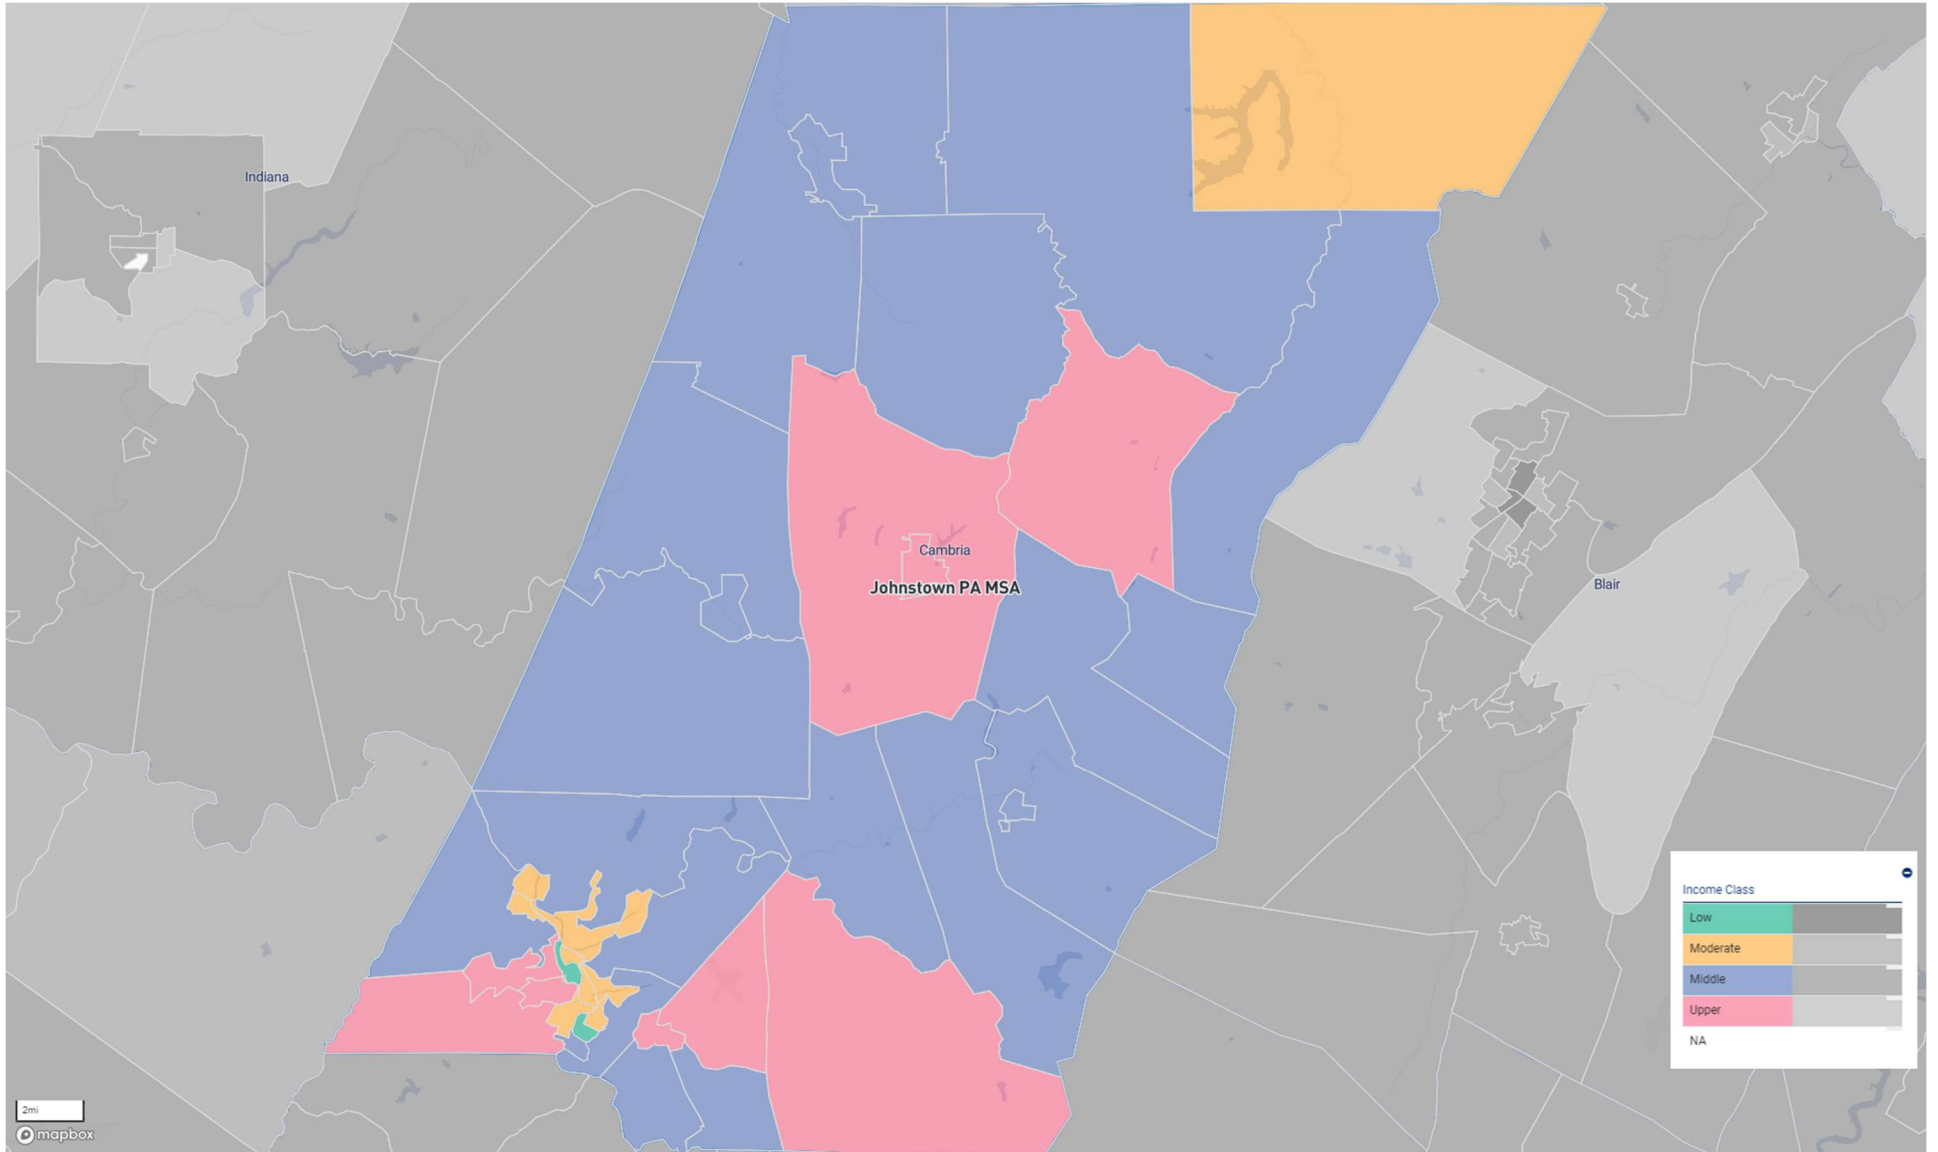 Indiana
Cambria
Johnstown PA MSA
Blair
Income Class
Low
Moderate
Middle
Upper
NA
2mi
mapbox